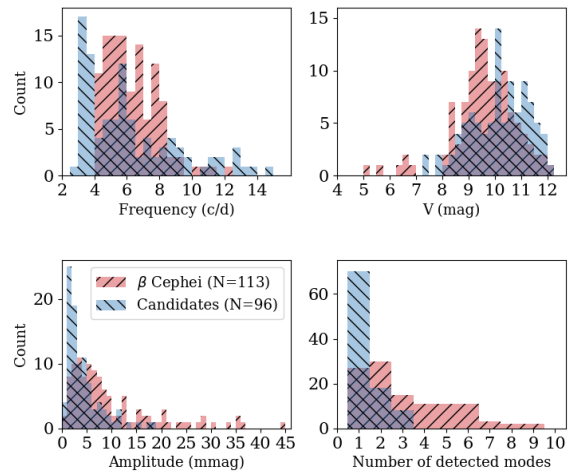 15
10
5
0
Count
2 4 6 8 10 12 14
Frequency (c/d)
15
10
5
0
4 5 6 7 8 9 10 11 12
V (mag)
20
10
0
Count
β Cephei (N=113)
Candidates (N=96)
0 5 10 15 20 25 30 35 40 45
Amplitude (mmag)
60
40
20
0
1 2 3 4 5 6 7 8 9 10
Number of detected modes